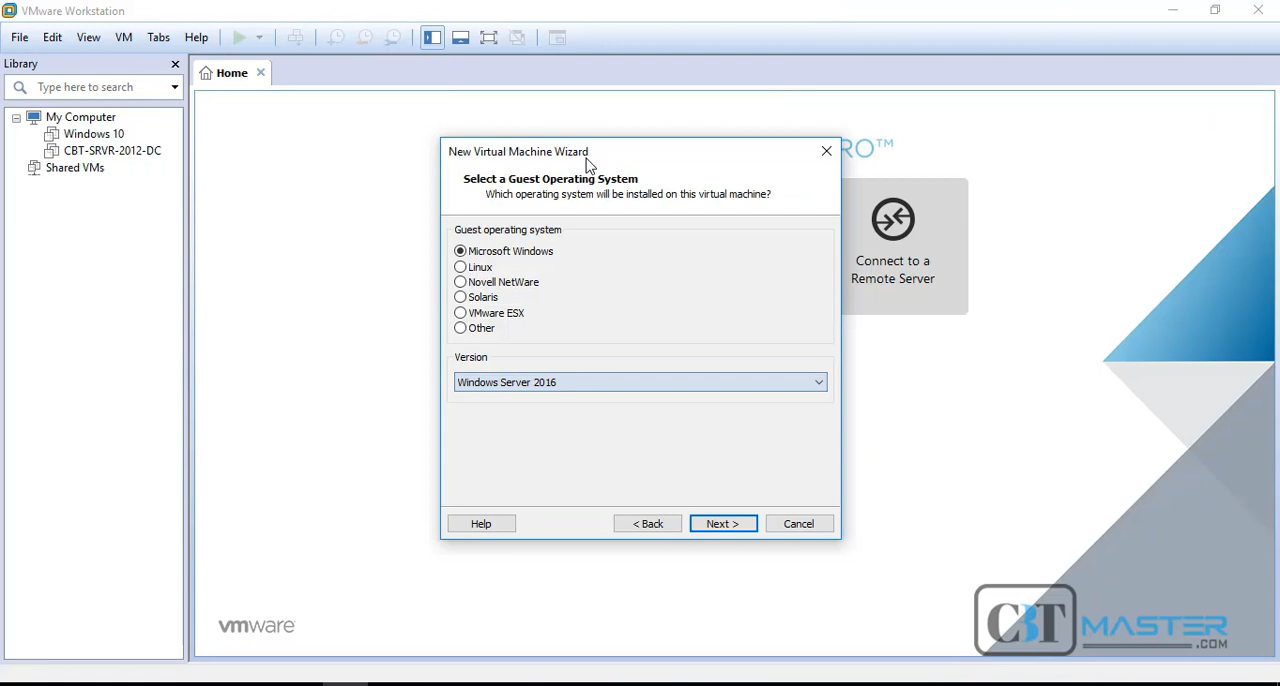 VMware Workstation
File Edit View VM Tabs Help
Library
Type here to search
My Computer
Windows 10
CBT-SRVR-2012-DC
Shared VMs
Home
RO™
New Virtual Machine Wizard
Select a Guest Operating System
Which operating system will be installed on this virtual machine?
Guest operating system
Microsoft Windows
Linux
Novell NetWare
Solaris
VMware ESX
Other
Version
Windows Server 2016
Help < Back Next > Cancel
Connect to a
Remote Server
vmware
CBT MASTER
.COM